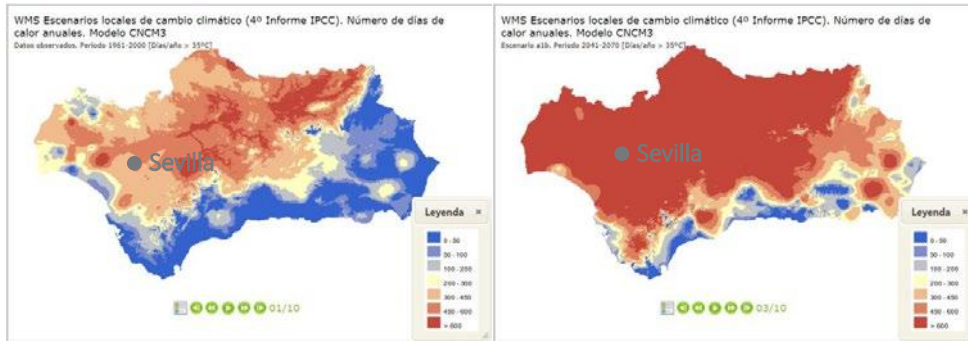 WMS Escenarios locales de cambio climático (4º Informe IPCC). Número de días de
calor anuales. Modelo CNCM3
Datos observados. Periodo 1961-2000 [Días/año > 35ºC]
Sevilla
Leyenda ×
0 - 50
50 - 100
100 - 200
200 - 300
300 - 450
450 - 600
> 600
01/10
WMS Escenarios locales de cambio climático (4º Informe IPCC). Número de días de
calor anuales. Modelo CNCM3
Escenario a1b. Periodo 2041-2070 [Días/año > 35ºC]
Sevilla
Leyenda ×
0 - 50
50 - 100
100 - 200
200 - 300
300 - 450
450 - 600
> 600
03/10